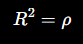 R² = ρ